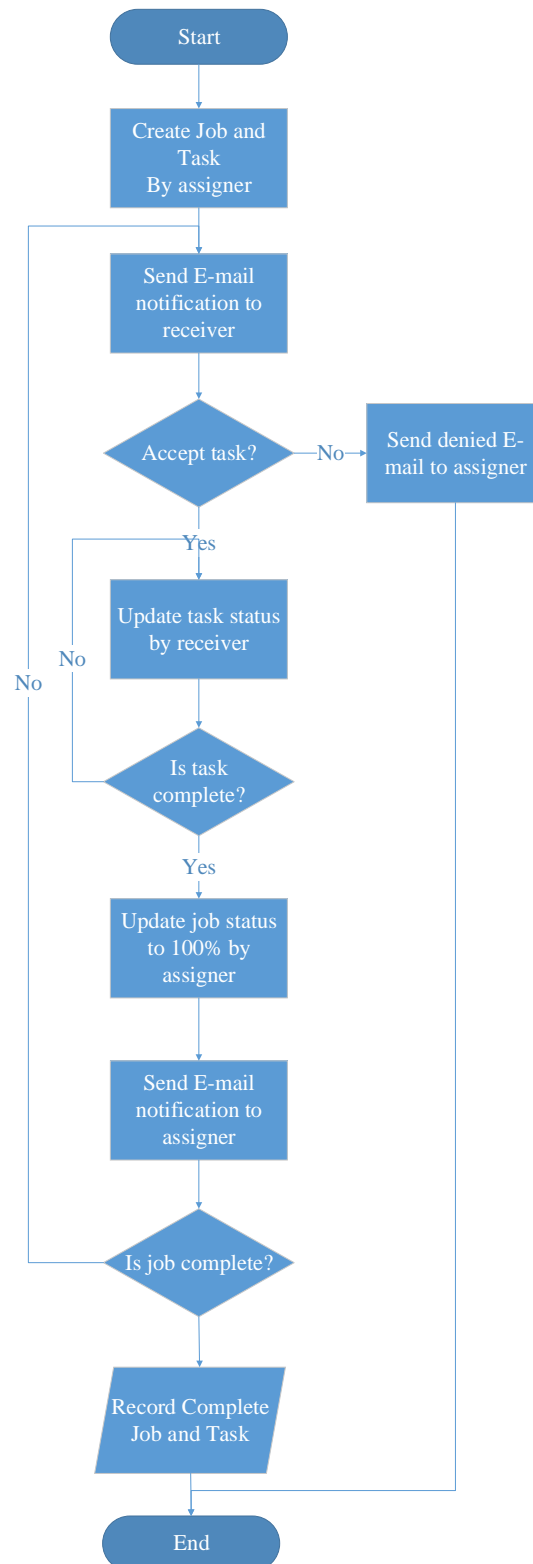 Start
Create Job and
Task
By assigner
Send E-mail
notification to
receiver
Accept task?
No
Send denied E-
mail to assigner
Yes
Update task status
by receiver
No
No
Is task
complete?
Yes
Update job status
to 100% by
assigner
Send E-mail
notification to
assigner
Is job complete?
Record Complete
Job and Task
End